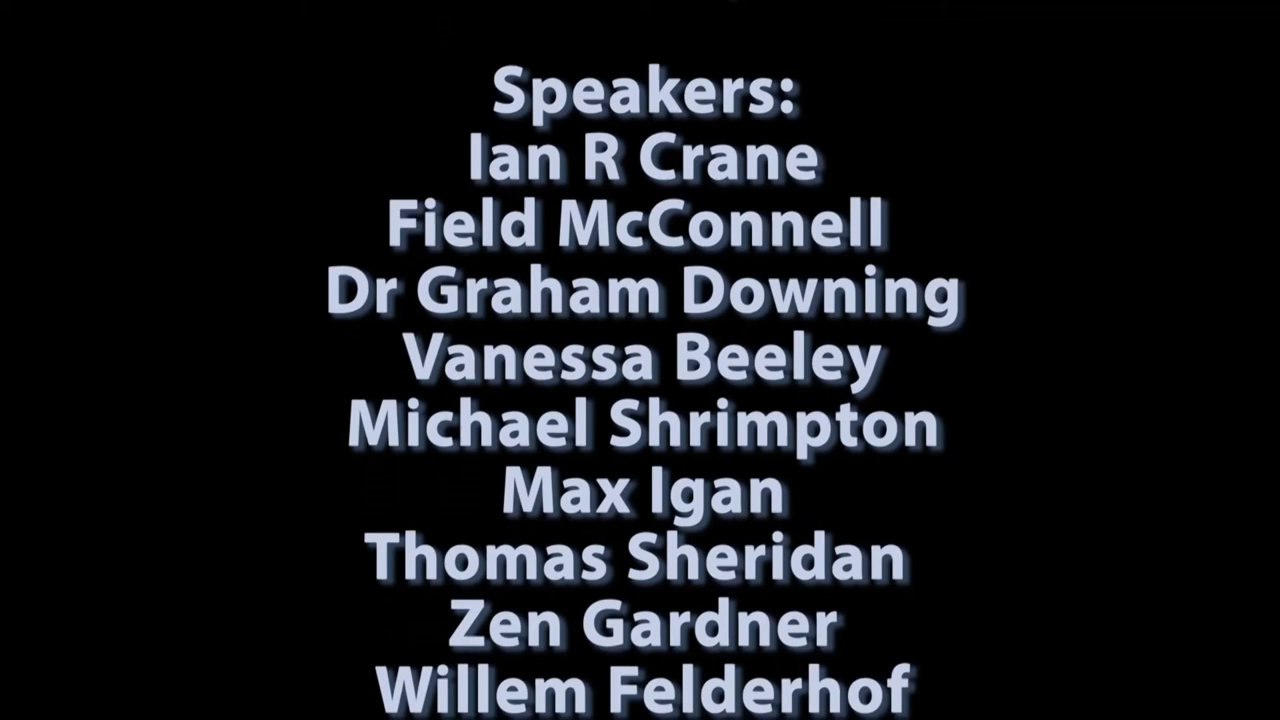 Speakers:
Ian R Crane
Field McConnell
Dr Graham Downing
Vanessa Beeley
Michael Shrimpton
Max Igan
Thomas Sheridan
Zen Gardner
Willem Felderhof